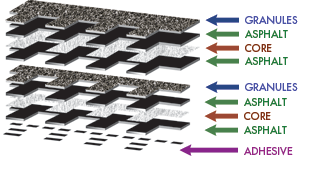 GRANULES
ASPHALT
CORE
ASPHALT
GRANULES
ASPHALT
CORE
ASPHALT
ADHESIVE